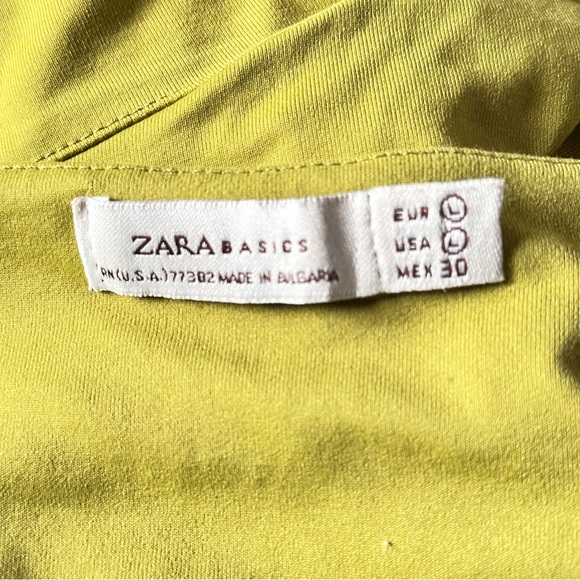 ZARA BASICS
RN(U.S.A.)77302 MADE IN BULGARIA
EUR L
USA L
MEX 30